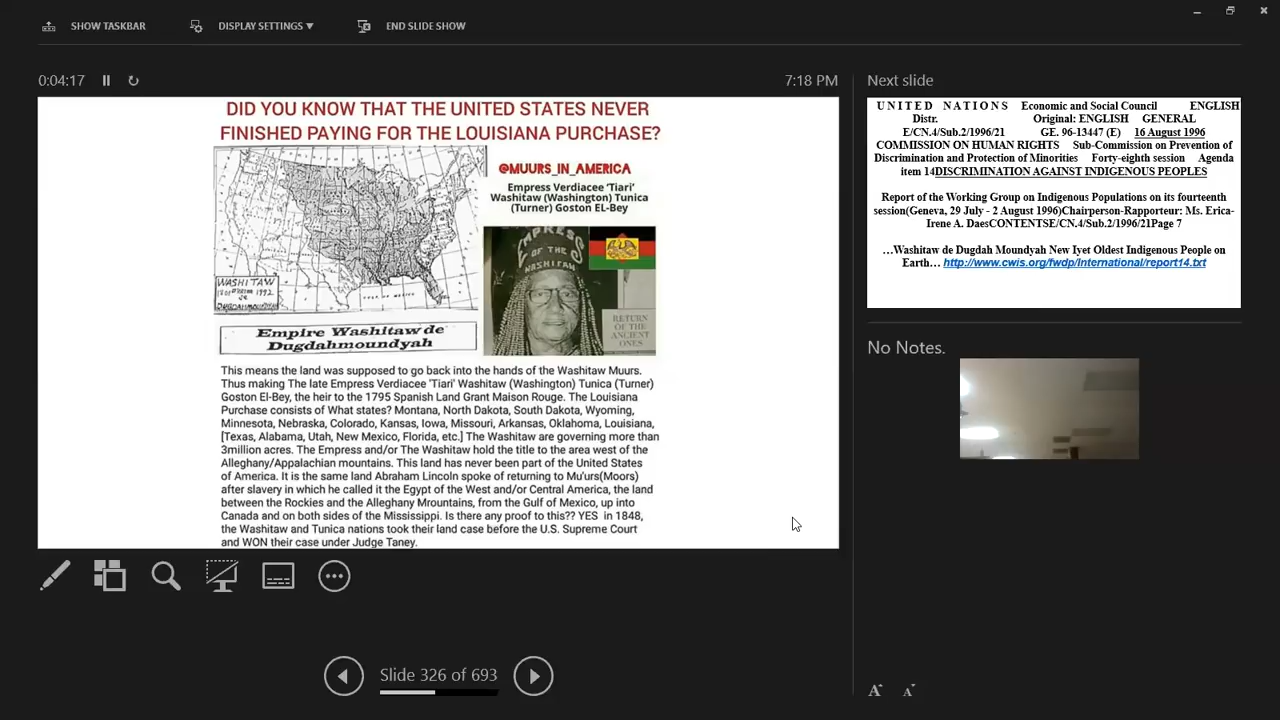 SHOW TASKBAR
DISPLAY SETTINGS ▼
END SLIDE SHOW
0:04:17
7:18 PM
DID YOU KNOW THAT THE UNITED STATES NEVER
FINISHED PAYING FOR THE LOUISIANA PURCHASE?
@MUURS_IN_AMERICA
Empress Verdiacee 'Tiari'
Washitaw (Washington) Tunica
(Turner) Goston EL-Bey
EMPRESS
OF THE
WASHITAW
RETURN
OF THE
ANCIENT
ONES
WASHITAW
1992
de
DUGDAHMOUNDYAH
Empire Washitaw de
Dugdahmoundyah
This means the land was supposed to go back into the hands of the Washitaw Muurs.
Thus making The late Empress Verdiacee 'Tiari' Washitaw (Washington) Tunica (Turner)
Goston El-Bey, the heir to the 1795 Spanish Land Grant Maison Rouge. The Louisiana
Purchase consists of What states? Montana, North Dakota, South Dakota, Wyoming,
Minnesota, Nebraska, Colorado, Kansas, Iowa, Missouri, Arkansas, Oklahoma, Louisiana,
[Texas, Alabama, Utah, New Mexico, Florida, etc.] The Washitaw are governing more than
3million acres. The Empress and/or The Washitaw hold the title to the area west of the
Alleghany/Appalachian mountains. This land has never been part of the United States
of America. It is the same land Abraham Lincoln spoke of returning to Mu'urs(Moors)
after slavery in which he called it the Egypt of the West and/or Central America, the land
between the Rockies and the Alleghany Mountains, from the Gulf of Mexico, up into
Canada and on both sides of the Mississippi. Is there any proof to this?? YES in 1848,
the Washitaw and Tunica nations took their land case before the U.S. Supreme Court
and WON their case under Judge Taney.
Next slide
U N I T E D N A T I O N S Economic and Social Council ENGLISH
Distr. Original: ENGLISH GENERAL
E/CN.4/Sub.2/1996/21 GE. 96-13447 (E) 16 August 1996
COMMISSION ON HUMAN RIGHTS Sub-Commission on Prevention of
Discrimination and Protection of Minorities Forty-eighth session Agenda
item 14DISCRIMINATION AGAINST INDIGENOUS PEOPLES
Report of the Working Group on Indigenous Populations on its fourteenth
session(Geneva, 29 July - 2 August 1996)Chairperson-Rapporteur: Ms. Erica-
Irene A. DaesCONTENTSE/CN.4/Sub.2/1996/21Page 7
…Washitaw de Dugdah Moundyah New Iyet Oldest Indigenous People on
Earth… http://www.cwis.org/fwdp/International/report14.txt
No Notes.
Slide 326 of 693
A A